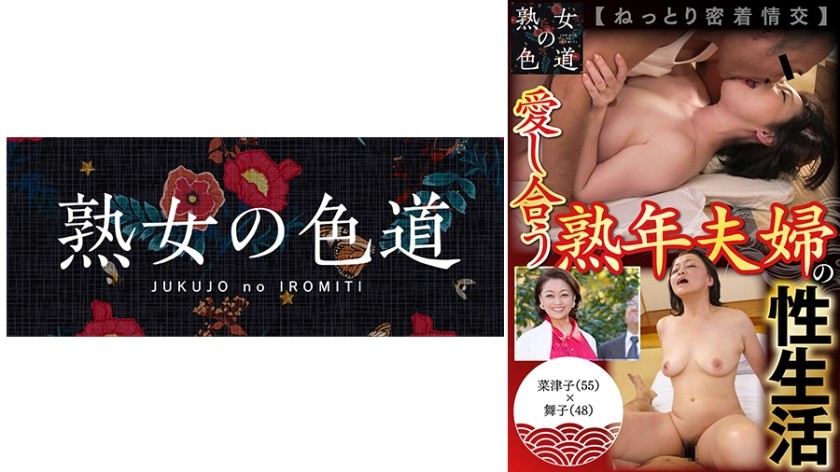 熟女の色道
JUKUJO no IROMITI
熟女
の
色道
【ねっとり密着情交】
愛し合う
熟年夫婦の
性生活
菜津子(55)
×
舞子(48)